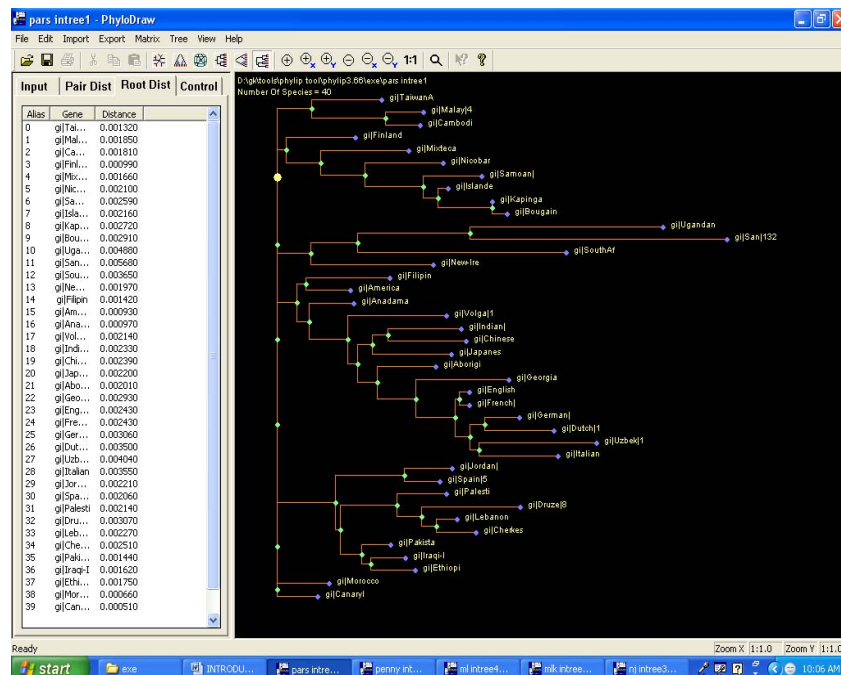 pars intree1 - PhyloDraw
File Edit Import Export Matrix Tree View Help
1:1
Input Pair Dist Root Dist Control
Alias Gene Distance
0 gi|Tai... 0.001320
1 gi|Mal... 0.001850
2 gi|Ca... 0.001810
3 gi|Finl... 0.000990
4 gi|Mix... 0.001660
5 gi|Nic... 0.002100
6 gi|Sa... 0.002590
7 gi|Isla... 0.002160
8 gi|Kap... 0.002720
9 gi|Bou... 0.002910
10 gi|Uga... 0.004880
11 gi|San... 0.005680
12 gi|Sou... 0.003650
13 gi|Ne... 0.001970
14 gi|Filipin 0.001420
15 gi|Am... 0.000930
16 gi|Ana... 0.000970
17 gi|Vol... 0.002140
18 gi|Indi... 0.002330
19 gi|Chi... 0.002390
20 gi|Jap... 0.002200
21 gi|Abo... 0.002010
22 gi|Geo... 0.002930
23 gi|Eng... 0.002430
24 gi|Fre... 0.002430
25 gi|Ger... 0.003060
26 gi|Dut... 0.003500
27 gi|Uzb... 0.004040
28 gi|Italian 0.003550
29 gi|Jor... 0.002210
30 gi|Spa... 0.002060
31 gi|Palesti 0.002140
32 gi|Dru... 0.003070
33 gi|Leb... 0.002270
34 gi|Che... 0.002510
35 gi|Paki... 0.001440
36 gi|Iraqi-I 0.001620
37 gi|Ethi... 0.001750
38 gi|Mor... 0.000660
39 gi|Can... 0.000510
D:\gk\tools\phylip tool\phylip3.66\exe\pars intree1
Number Of Species = 40
gi|TaiwanA
gi|Malay|4
gi|Cambodi
gi|Finland
gi|Mixteca
gi|Nicobar
gi|Samoan|
gi|Islande
gi|Kapinga
gi|Bougain
gi|Ugandan
gi|San|132
gi|SouthAf
gi|New-Ire
gi|Filipin
gi|America
gi|Anadama
gi|Volga|1
gi|Indian|
gi|Chinese
gi|Japanes
gi|Aborigi
gi|Georgia
gi|English
gi|French|
gi|German|
gi|Dutch|1
gi|Uzbek|1
gi|Italian
gi|Jordan|
gi|Spain|5
gi|Palesti
gi|Druze|8
gi|Lebanon
gi|Cherkes
gi|Pakista
gi|Iraqi-I
gi|Ethiopi
gi|Morocco
gi|Canaryl
Ready Zoom X 1:1.0 Zoom Y 1:1.0
start exe INTRODU... pars intre... penny int... ml intree4... mlk intree... nj intree3... 10:06 AM